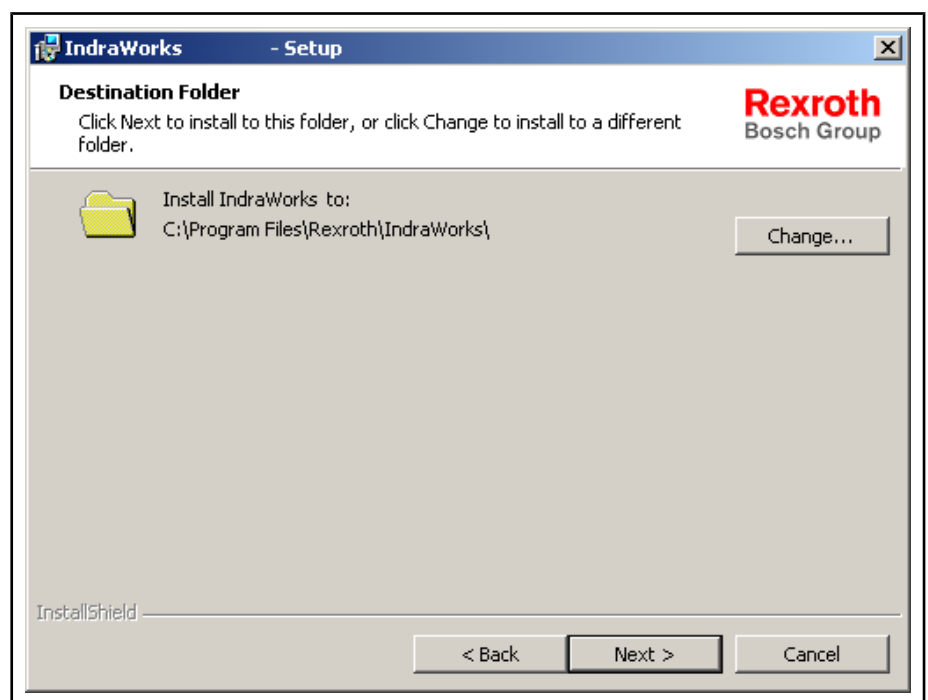 IndraWorks - Setup
Destination Folder
Click Next to install to this folder, or click Change to install to a different
folder.
Rexroth
Bosch Group
Install IndraWorks to:
C:\Program Files\Rexroth\IndraWorks\
Change...
InstallShield
< Back
Next >
Cancel